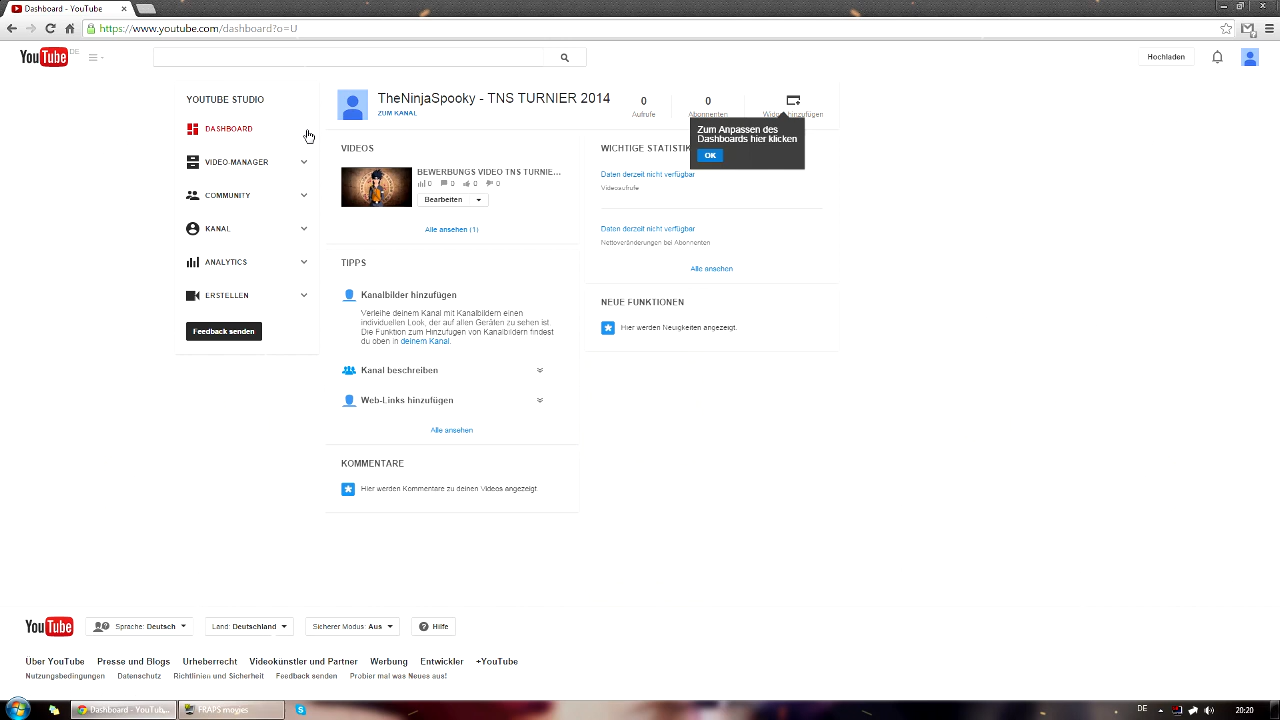 Dashboard - YouTube
https://www.youtube.com/dashboard?o=U
YouTube DE
Hochladen
YOUTUBE STUDIO
DASHBOARD
VIDEO-MANAGER
COMMUNITY
KANAL
ANALYTICS
ERSTELLEN
Feedback senden
TheNinjaSpooky - TNS TURNIER 2014
ZUM KANAL
0
Aufrufe
0
Abonnenten
Widget hinzufügen
Zum Anpassen des
Dashboards hier klicken
OK
VIDEOS
BEWERBUNGS VIDEO TNS TURNIE...
0 0 0 0
Bearbeiten
Alle ansehen (1)
TIPPS
Kanalbilder hinzufügen
Verleihe deinem Kanal mit Kanalbildern einen
individuellen Look, der auf allen Geräten zu sehen ist.
Die Funktion zum Hinzufügen von Kanalbildern findest
du oben in deinem Kanal.
Kanal beschreiben
Web-Links hinzufügen
Alle ansehen
KOMMENTARE
Hier werden Kommentare zu deinen Videos angezeigt.
WICHTIGE STATISTIK
Daten derzeit nicht verfügbar
Videoaufrufe
Daten derzeit nicht verfügbar
Nettoveränderungen bei Abonnenten
Alle ansehen
NEUE FUNKTIONEN
Hier werden Neuigkeiten angezeigt.
YouTube
Sprache: Deutsch
Land: Deutschland
Sicherer Modus: Aus
Hilfe
Über YouTube Presse und Blogs Urheberrecht Videokünstler und Partner Werbung Entwickler +YouTube
Nutzungsbedingungen Datenschutz Richtlinien und Sicherheit Feedback senden Probier mal was Neues aus!
Dashboard - YouTub...
FRAPS movies
DE
20:20